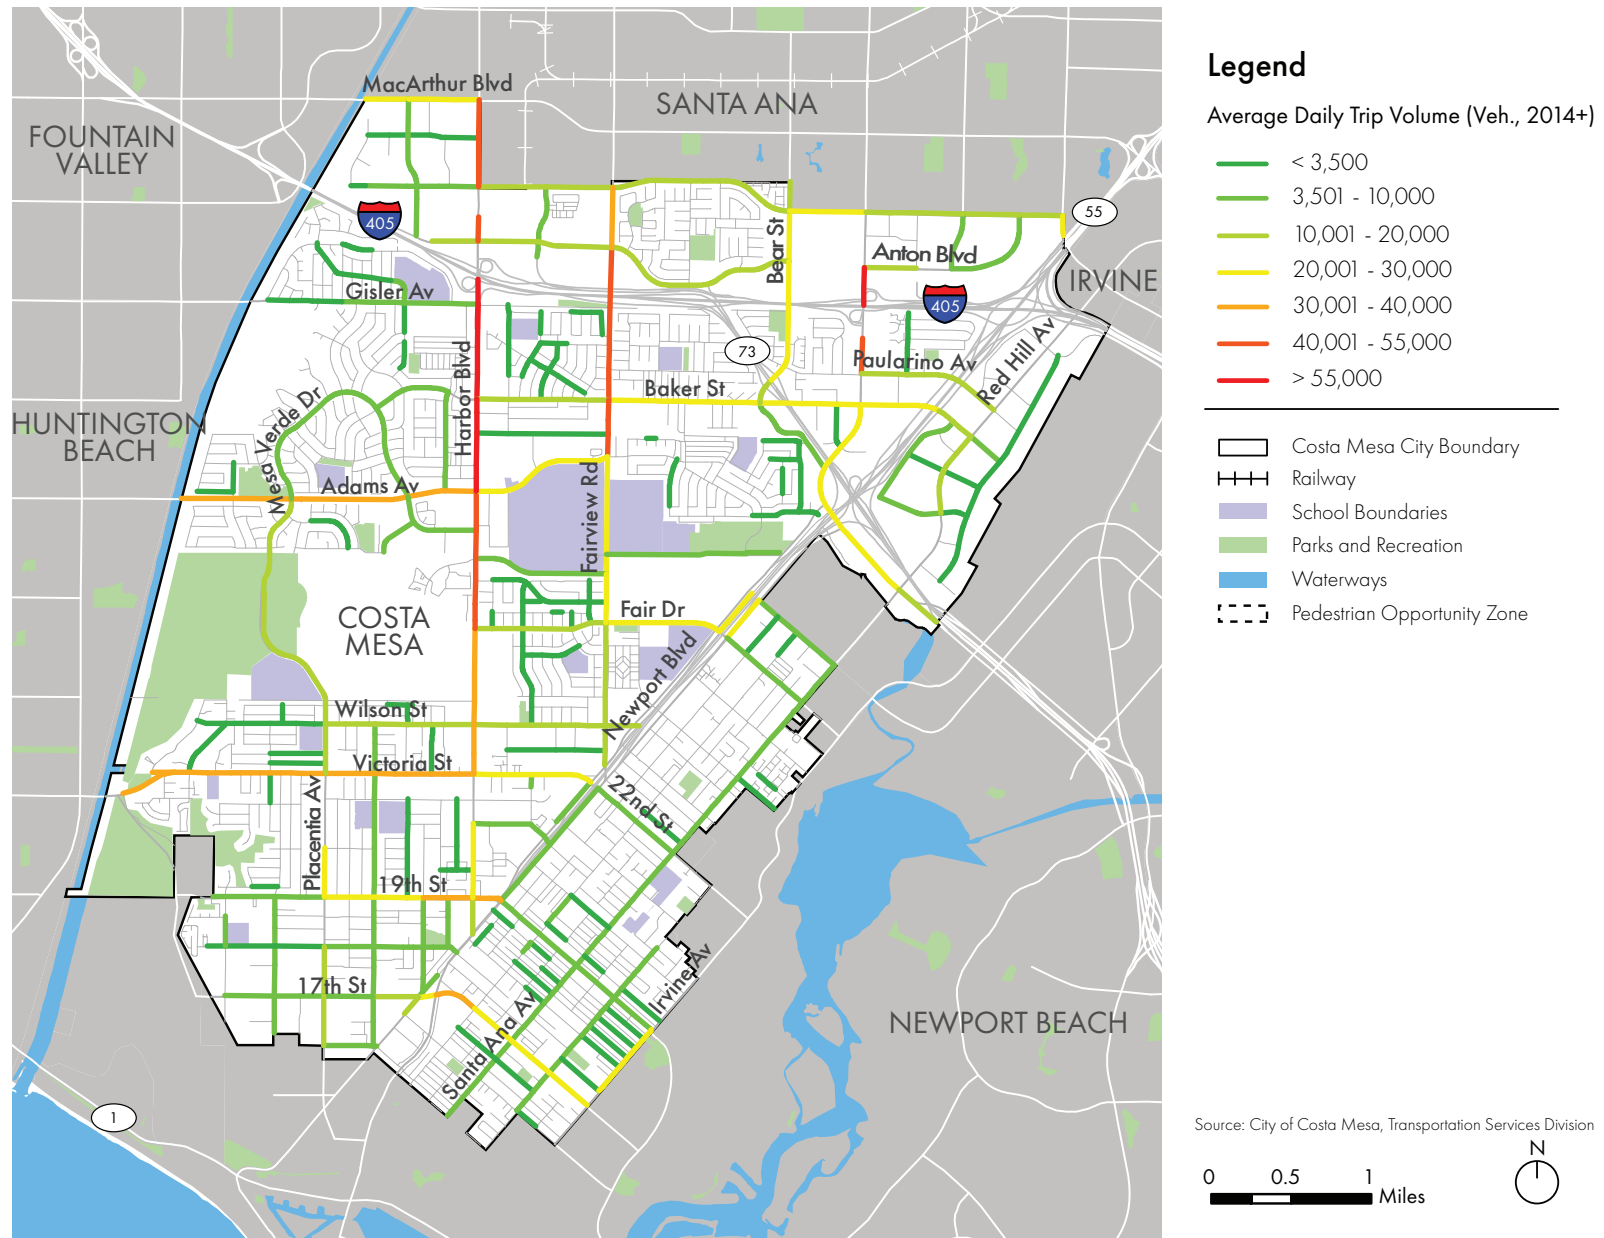 MacArthur Blvd
SANTA ANA
FOUNTAIN
VALLEY
405
55
Bear St
Anton Blvd
IRVINE
Gisler Av
405
73
Paularino Av
Red Hill Av
Harbor Blvd
Baker St
HUNTINGTON
BEACH
Mesa Verde Dr
Adams Av
Fairview Rd
COSTA
MESA
Fair Dr
Newport Blvd
Wilson St
Victoria St
22nd St
Placentia Av
19th St
17th St
Santa Ana Av
Irvine Av
NEWPORT BEACH
1
Legend
Average Daily Trip Volume (Veh., 2014+)
< 3,500
3,501 - 10,000
10,001 - 20,000
20,001 - 30,000
30,001 - 40,000
40,001 - 55,000
> 55,000
Costa Mesa City Boundary
Railway
School Boundaries
Parks and Recreation
Waterways
Pedestrian Opportunity Zone
Source: City of Costa Mesa, Transportation Services Division
N
0 0.5 1
Miles